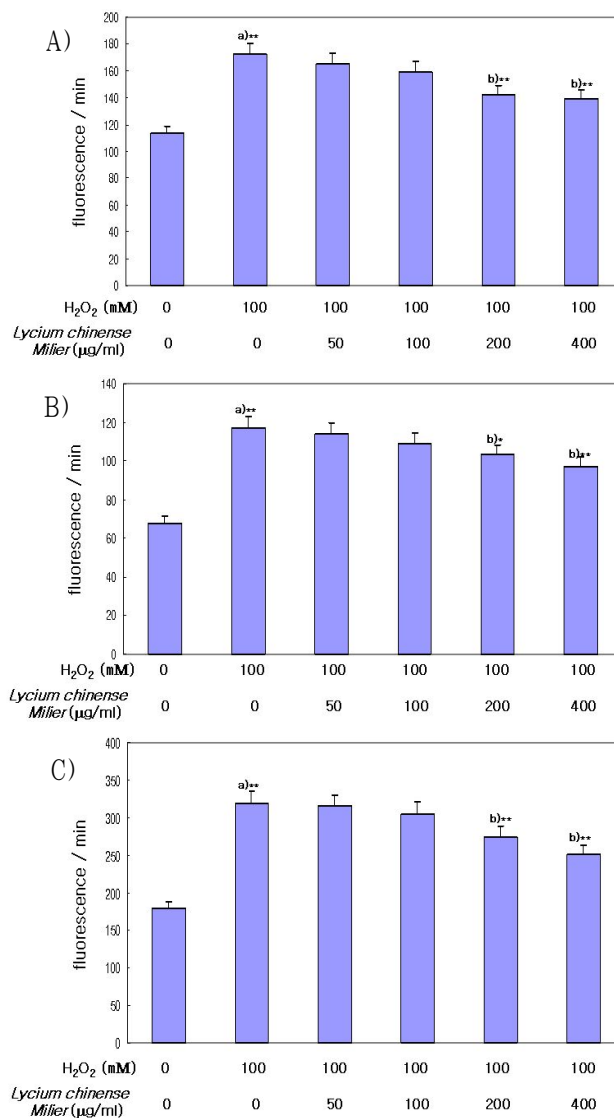 A)
fluorescence / min
180
160
140
120
100
80
60
40
20
0
a)** b)** b)**
H₂O₂ (mM) 0 100 100 100 100 100
Lycium chinense
Milier (μg/ml) 0 0 50 100 200 400
B)
fluorescence / min
140
120
100
80
60
40
20
0
a)** b)* b)**
H₂O₂ (mM) 0 100 100 100 100 100
Lycium chinense
Milier (μg/ml) 0 0 50 100 200 400
C)
fluorescence / min
400
350
300
250
200
150
100
50
0
a)** b)** b)**
H₂O₂ (mM) 0 100 100 100 100 100
Lycium chinense
Milier (μg/ml) 0 0 50 100 200 400